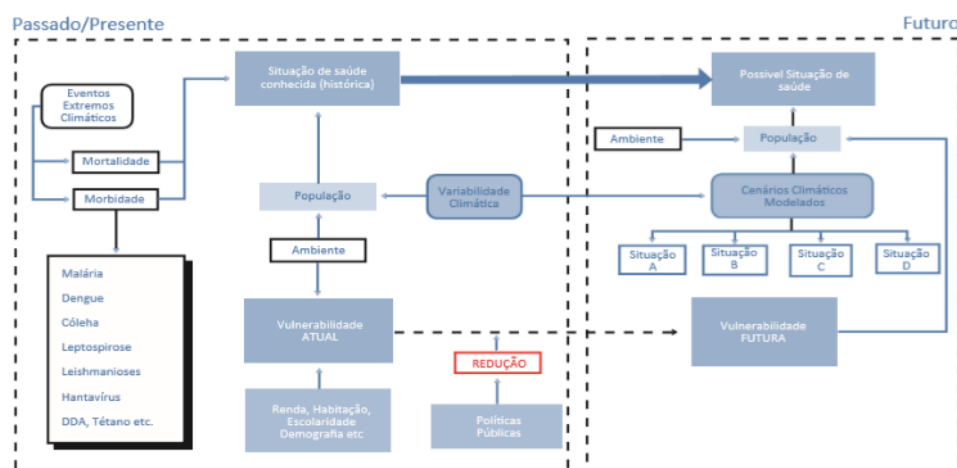 Passado/Presente
Futuro
Situação de saúde
conhecida (histórica)
Possivel Situação de
saúde
Eventos
Extremos
Climáticos
Mortalidade
Morbidade
Ambiente
População
População
Variabilidade
Climática
Cenários Climáticos
Modelados
Ambiente
Situação
A
Situação
B
Situação
C
Situação
D
Malária
Dengue
Cóleha
Leptospirose
Leishmanioses
Hantavírus
DDA, Tétano etc.
Vulnerabilidade
ATUAL
Vulnerabilidade
FUTURA
REDUÇÃO
Renda, Habitação,
Escolaridade
Demografia etc
Políticas
Públicas